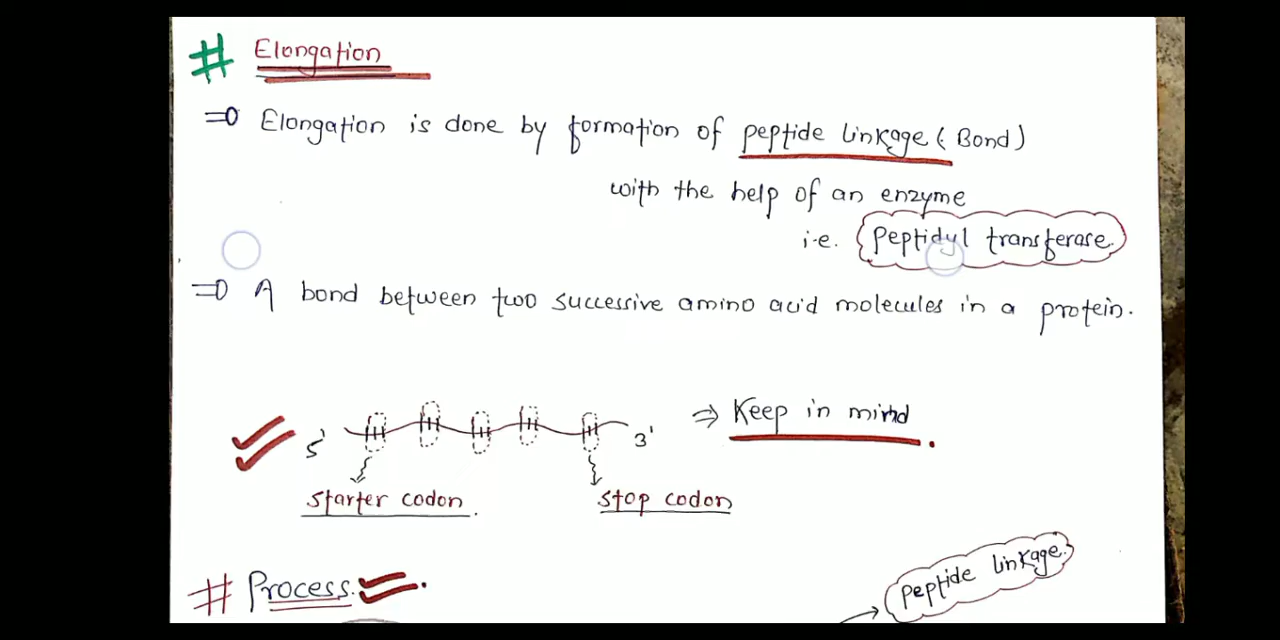 # Elongation
⇒ Elongation is done by formation of peptide linkage (Bond)
with the help of an enzyme
i.e. peptidyl transferase.
⇒ A bond between two successive amino acid molecules in a protein.
5' 3' ⇒ Keep in mind.
starter codon. stop codon
# Process.
Peptide linkage.